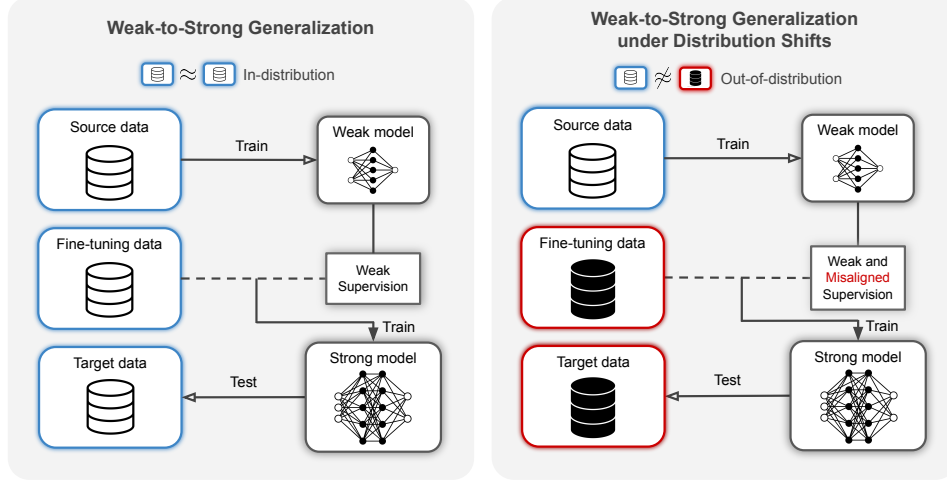 Weak-to-Strong Generalization
≈ In-distribution
Source data
Train
Weak model
Fine-tuning data
Weak
Supervision
Train
Target data
Test
Strong model
Weak-to-Strong Generalization
under Distribution Shifts
≉ Out-of-distribution
Source data
Train
Weak model
Fine-tuning data
Weak and
Misaligned
Supervision
Train
Target data
Test
Strong model